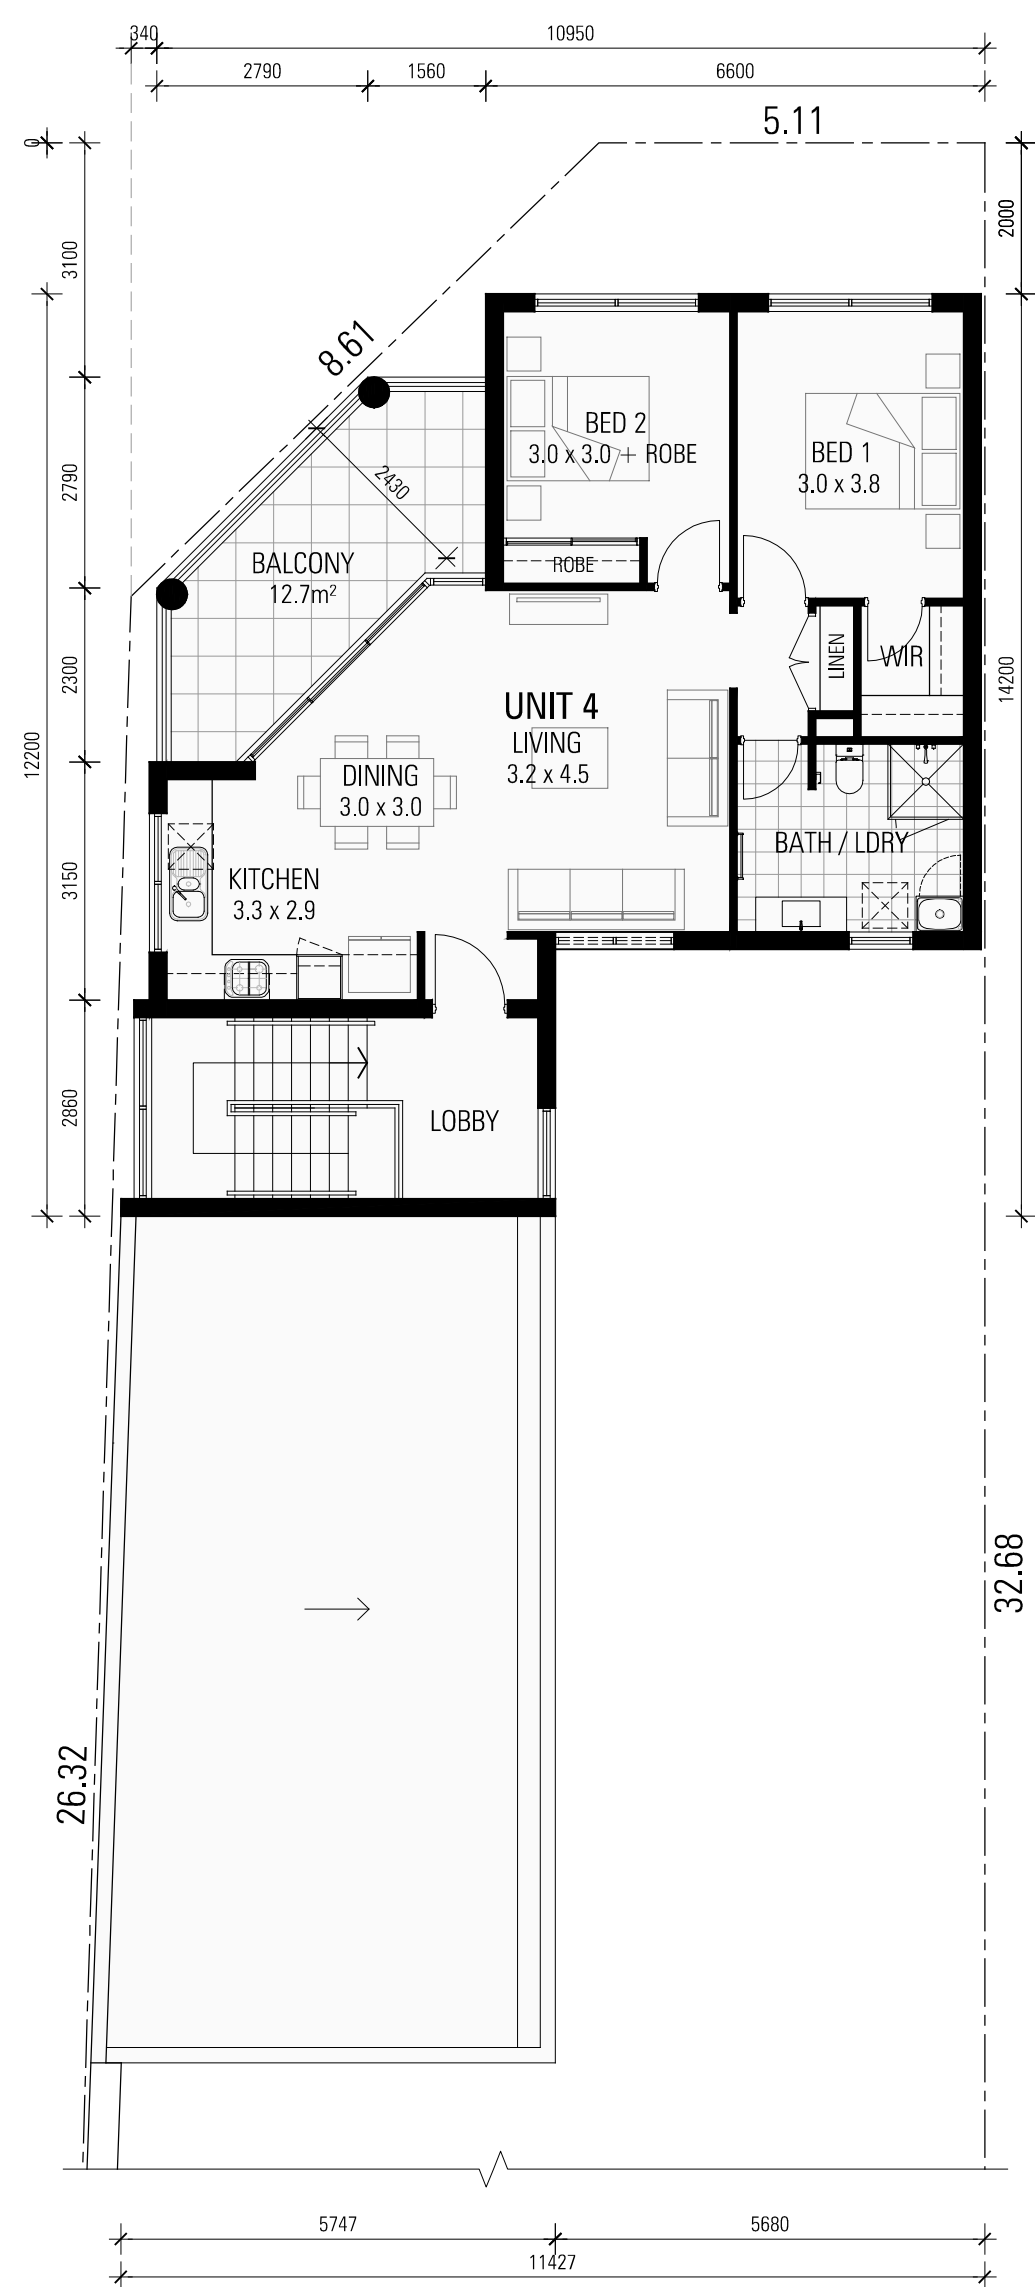 340
10950
2790
1560
6600
5.11
0
3100
2000
8.61
BED 2
3.0 x 3.0 + ROBE
BED 1
3.0 x 3.8
2790
2430
BALCONY
12.7m²
ROBE
2300
LINEN
WIR
14200
UNIT 4
LIVING
3.2 x 4.5
12200
DINING
3.0 x 3.0
BATH / LDRY
3150
KITCHEN
3.3 x 2.9
2860
LOBBY
32.68
26.32
5747
5680
11427